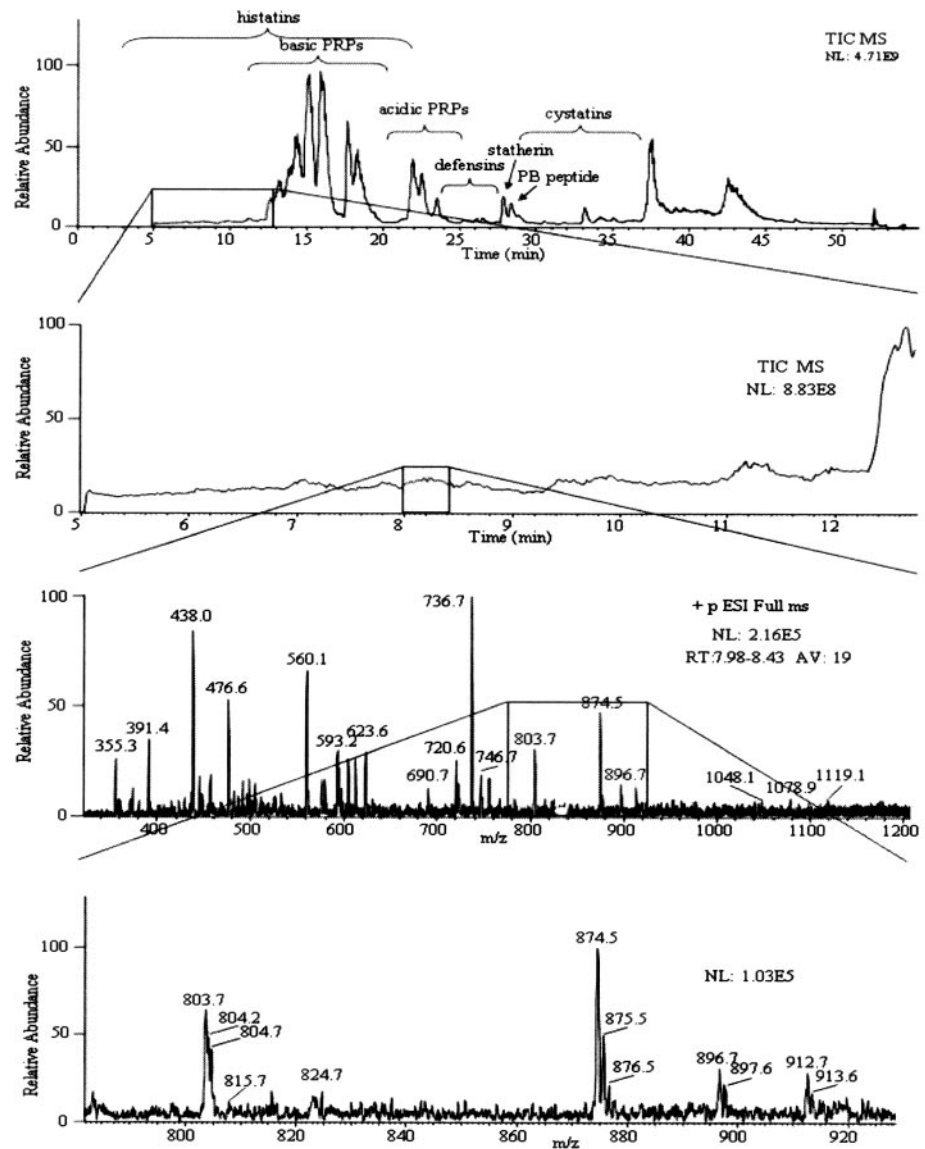 histatins
basic PRPs
TIC MS
NL: 4.71E9
100
acidic PRPs
cystatins
Relative Abundance
50
defensins
statherin
PB peptide
0
0 5 10 15 20 25 30 35 40 45 50
Time (min)
100
TIC MS
NL: 8.83E8
Relative Abundance
50
0
5 6 7 8 9 10 11 12
Time (min)
100
736.7
+ p ESI Full ms
438.0
NL: 2.16E5
RT:7.98-8.43 AV: 19
560.1
Relative Abundance
50
476.6
874.5
391.4
623.6
355.3
593.2
720.6
746.7
803.7
690.7
896.7
1048.1
1078.9
1119.1
0
400 500 600 700 800 900 1000 1100 1200
m/z
874.5
100
NL: 1.03E5
Relative Abundance
803.7
804.2
804.7
50
875.5
815.7
824.7
876.5
896.7
897.6
912.7
913.6
0
800 820 840 860 880 900 920
m/z